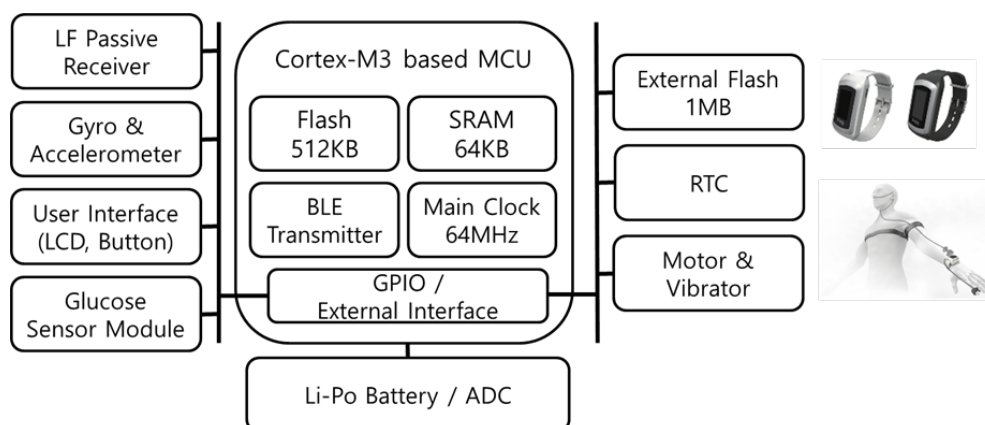 LF Passive
Receiver
Gyro &
Accelerometer
User Interface
(LCD, Button)
Glucose
Sensor Module
Cortex-M3 based MCU
Flash
512KB
SRAM
64KB
BLE
Transmitter
Main Clock
64MHz
GPIO /
External Interface
Li-Po Battery / ADC
External Flash
1MB
RTC
Motor &
Vibrator